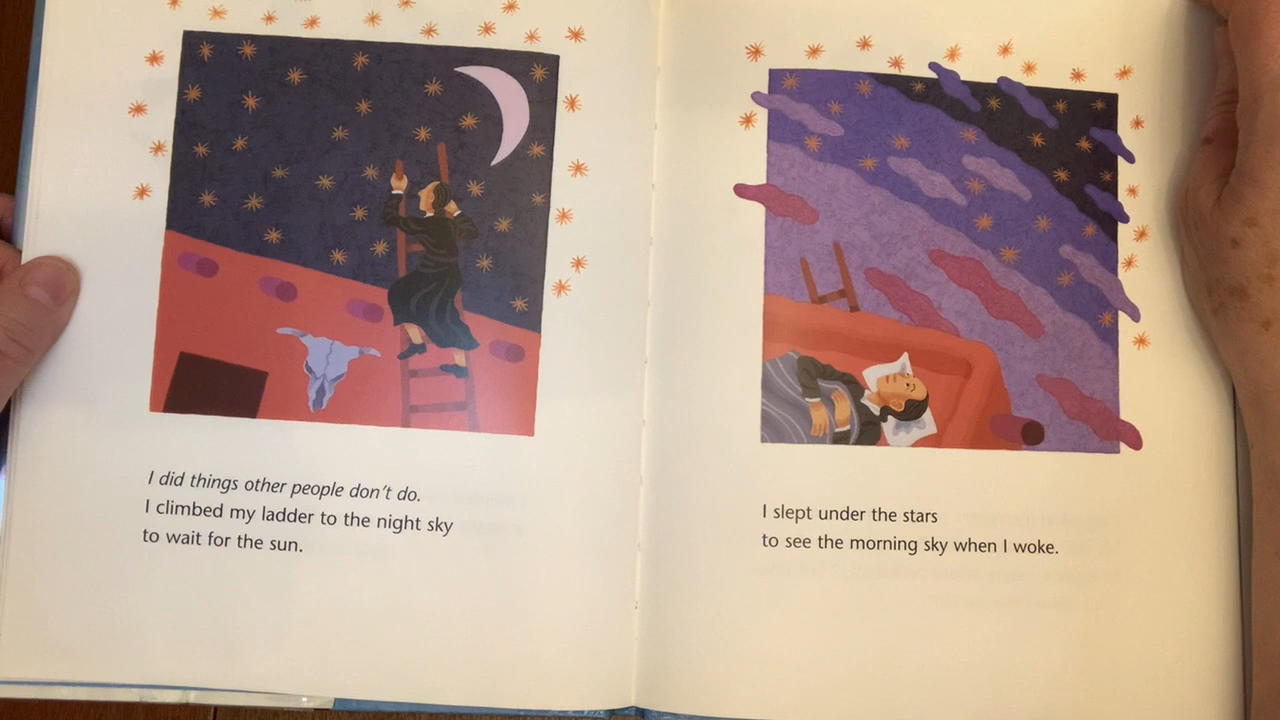 I did things other people don't do.
I climbed my ladder to the night sky
to wait for the sun.
I slept under the stars
to see the morning sky when I woke.